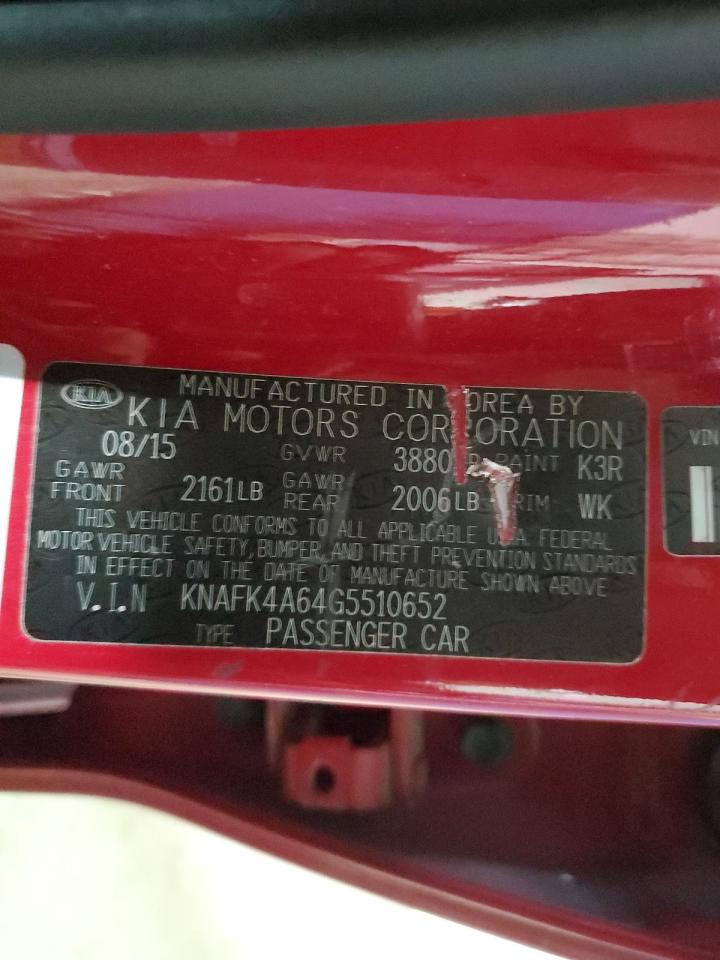 KIA MANUFACTURED IN KOREA BY
KIA MOTORS CORPORATION
08/15 GVWR 3880 PAINT K3R
GAWR FRONT 2161LB GAWR REAR 2006LB TRIM WK
THIS VEHICLE CONFORMS TO ALL APPLICABLE U.S.A. FEDERAL
MOTOR VEHICLE SAFETY, BUMPER, AND THEFT PREVENTION STANDARDS
IN EFFECT ON THE DATE OF MANUFACTURE SHOWN ABOVE
V.I.N KNAFK4A64G5510652
TYPE PASSENGER CAR
VIN